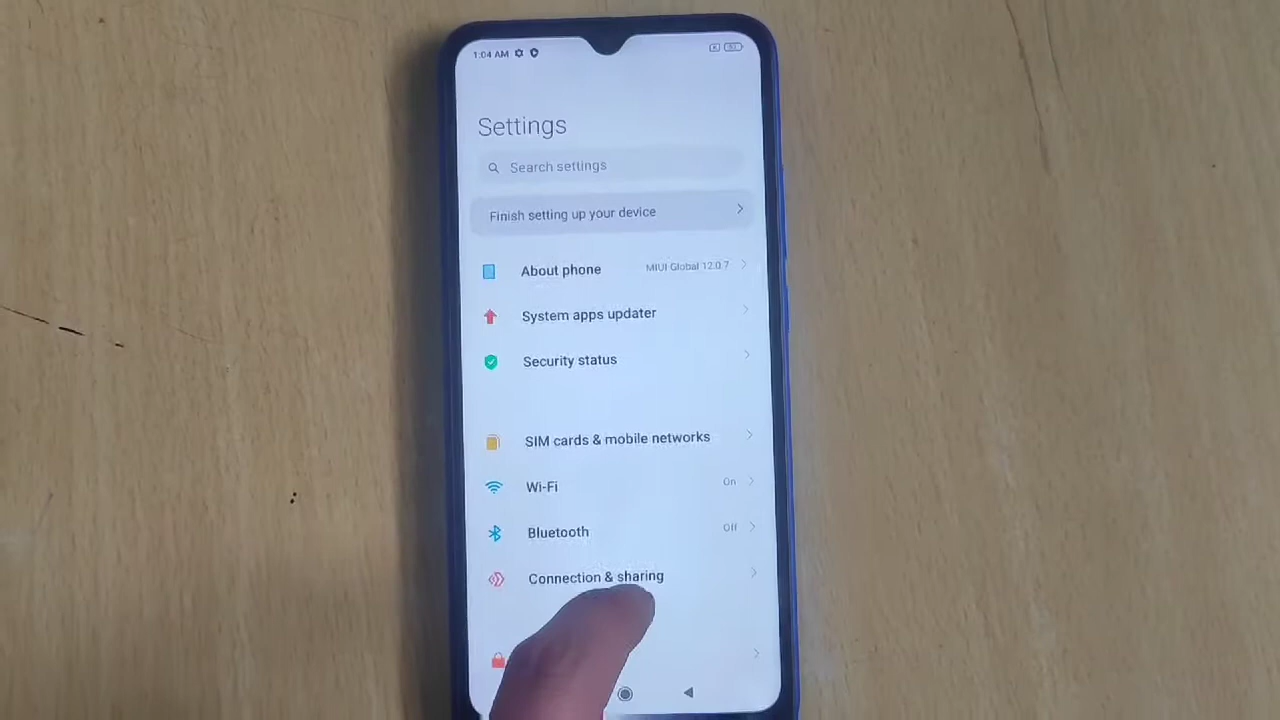 1:04 AM
Settings
Search settings
Finish setting up your device
About phone MIUI Global 12.0.7
System apps updater
Security status
SIM cards & mobile networks
Wi-Fi On
Bluetooth Off
Connection & sharing